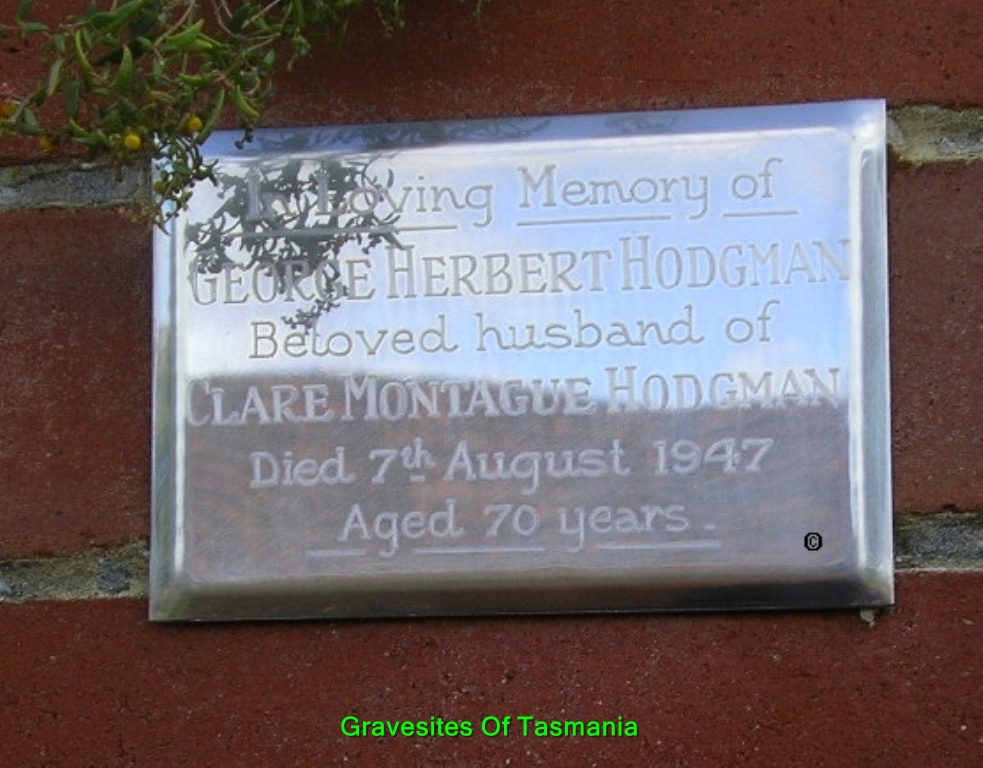 In Loving Memory of
GEORGE HERBERT HODGMAN
Beloved husband of
CLARE MONTAGUE HODGMAN
Died 7th August 1947
Aged 70 years.
©
Gravesites Of Tasmania